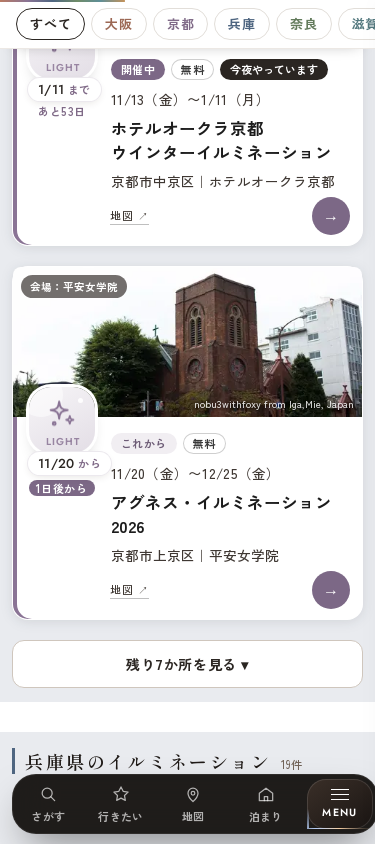 すべて 大阪 京都 兵庫 奈良 滋賀
LIGHT
1/11 まで
あと53日
開催中 無料 今夜やっています
11/13（金）〜1/11（月）
ホテルオークラ京都
ウインターイルミネーション
京都市中京区｜ホテルオークラ京都
地図 ↗
→
会場：平安女学院
nobu3withfoxy from Iga,Mie, Japan
LIGHT
11/20 から
1日後から
これから 無料
11/20（金）〜12/25（金）
アグネス・イルミネーション
2026
京都市上京区｜平安女学院
地図 ↗
→
残り7か所を見る ▾
兵庫県のイルミネーション 19件
さがす 行きたい 地図 泊まり MENU